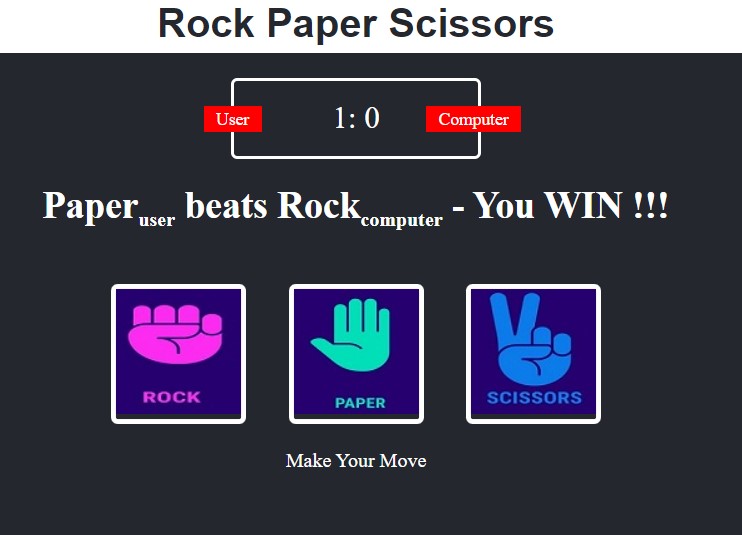 Rock Paper Scissors
User 1: 0 Computer
Paperuser beats Rockcomputer - You WIN !!!
ROCK PAPER SCISSORS
Make Your Move